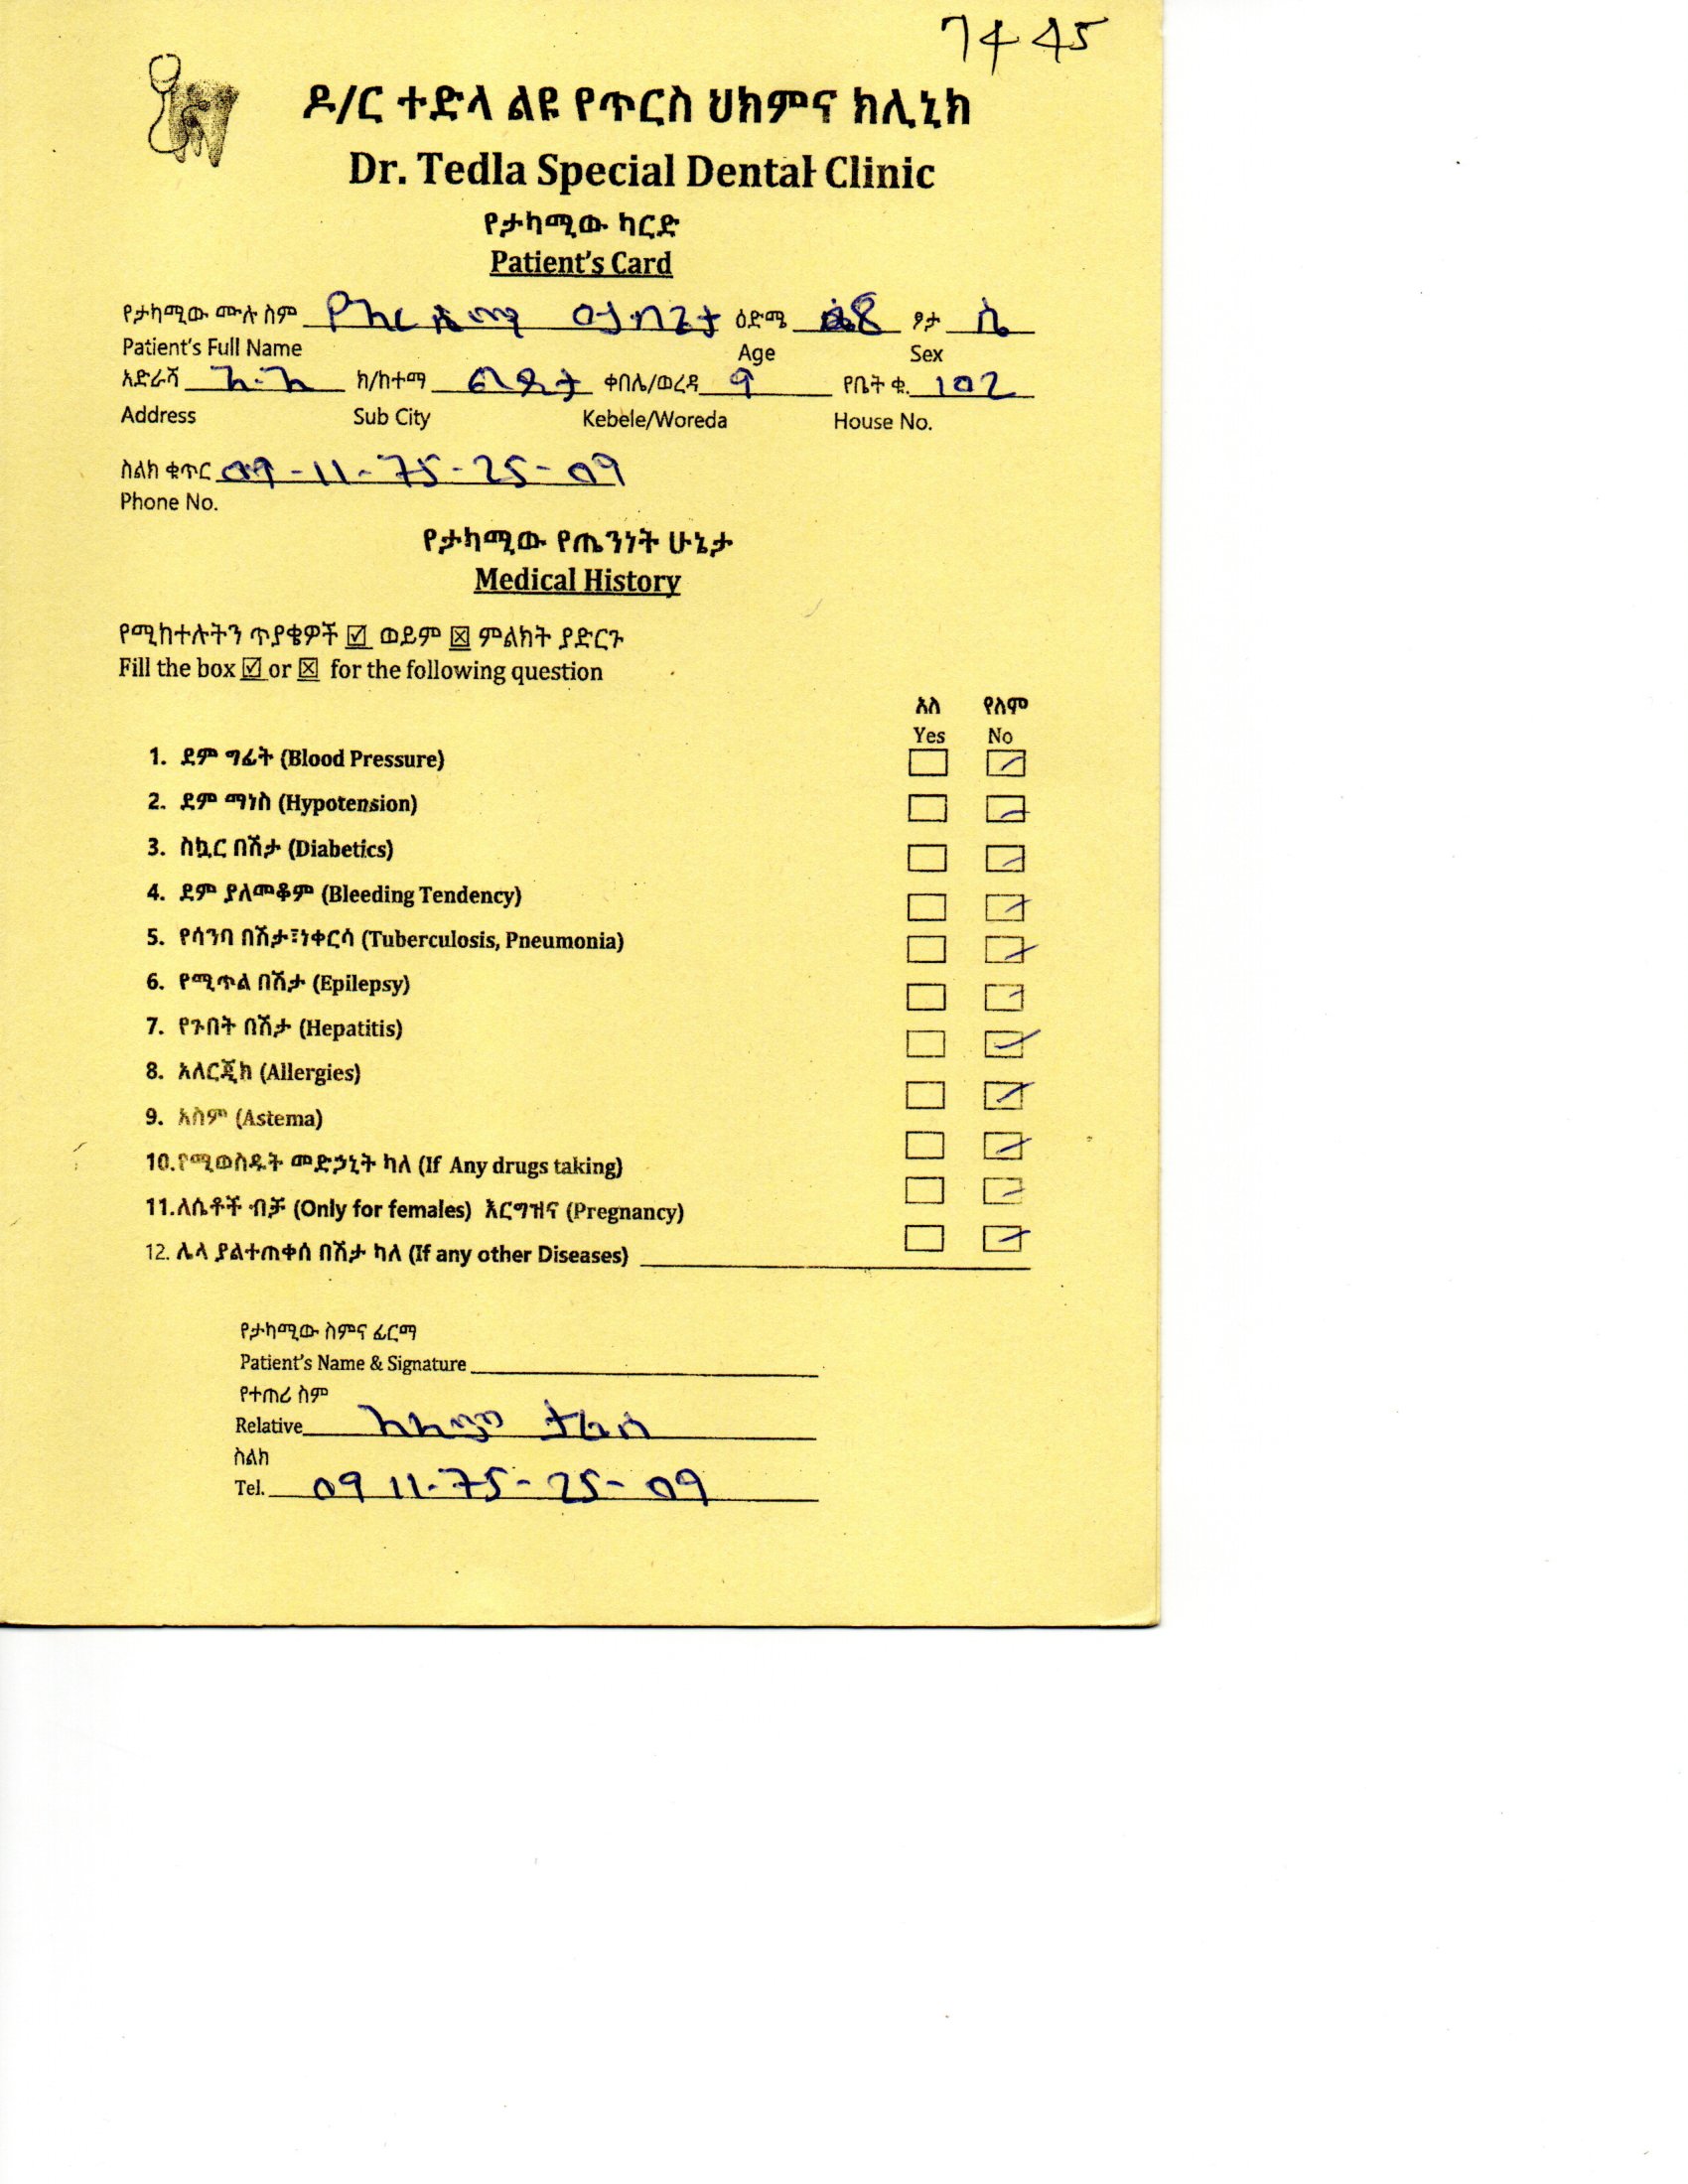 7445
ዶ/ር ተድላ ልዩ የጥርስ ህክምና ክሊኒክ
Dr. Tedla Special Dental Clinic
የታካሚው ካርድ
Patient's Card
የታካሚው ሙሉ ስም ዕድሜ ፆታ ሴ
Patient's Full Name Age Sex
አድራሻ አ.አ ክ/ከተማ ልደታ ቀበሌ/ወረዳ 9 የቤት ቁ. 102
Address Sub City Kebele/Woreda House No.
ስልክ ቁጥር 09-11-75-25-09
Phone No.
የታካሚው የጤንነት ሁኔታ
Medical History
የሚከተሉትን ጥያቄዎች ☑ ወይም ☒ ምልክት ያድርጉ
Fill the box ☑ or ☒ for the following question
አለ የለም
Yes No
1. ደም ግፊት (Blood Pressure)
2. ደም ማነስ (Hypotension)
3. ስኳር በሽታ (Diabetics)
4. ደም ያለመቆም (Bleeding Tendency)
5. የሳንባ በሽታ፣ነቀርሳ (Tuberculosis, Pneumonia)
6. የሚጥል በሽታ (Epilepsy)
7. የጉበት በሽታ (Hepatitis)
8. አለርጂክ (Allergies)
9. አስም (Astema)
10.የሚወስዱት መድኃኒት ካለ (If Any drugs taking)
11.ለሴቶች ብቻ (Only for females) እርግዝና (Pregnancy)
12. ሌላ ያልተጠቀሰ በሽታ ካለ (If any other Diseases)
የታካሚው ስምና ፊርማ
Patient's Name & Signature
የተጠሪ ስም
Relative
ስልክ
Tel. 09 11-75-25-09